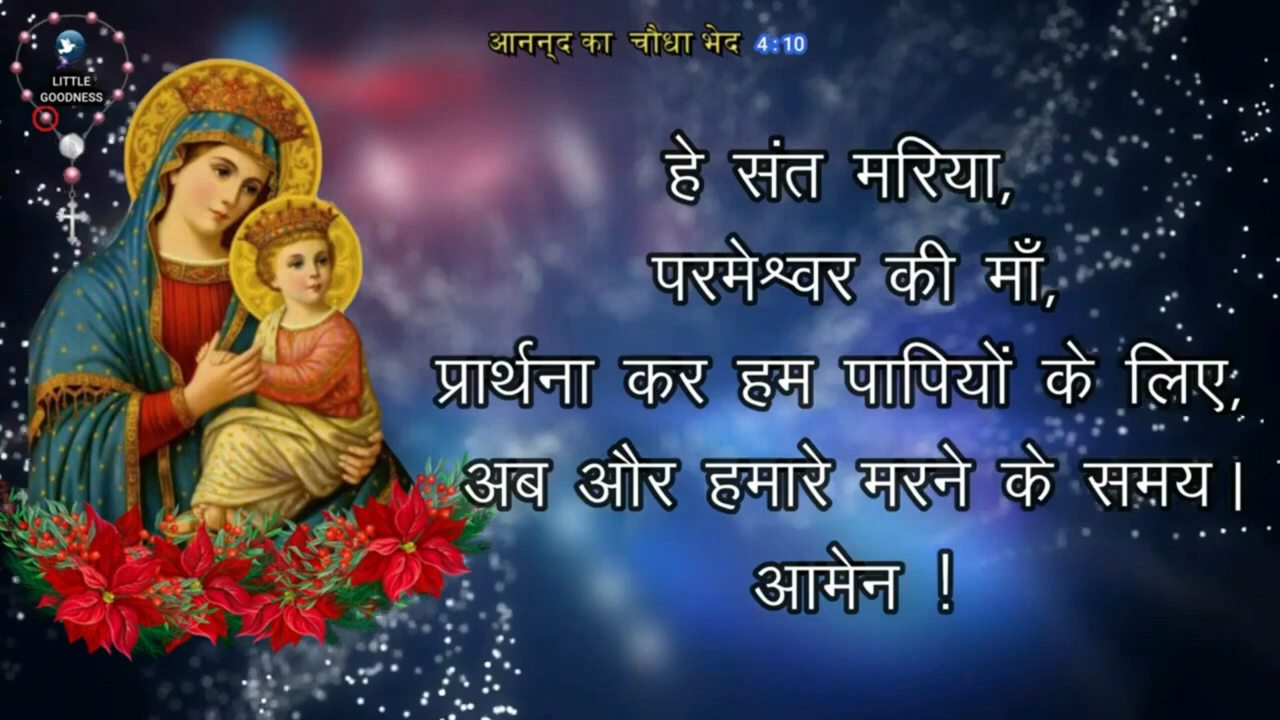 LITTLE
GOODNESS
आनन्द का चौधा भेद 4:10
हे संत मरिया,
परमेश्वर की माँ,
प्रार्थना कर हम पापियों के लिए,
अब और हमारे मरने के समय।
आमेन !